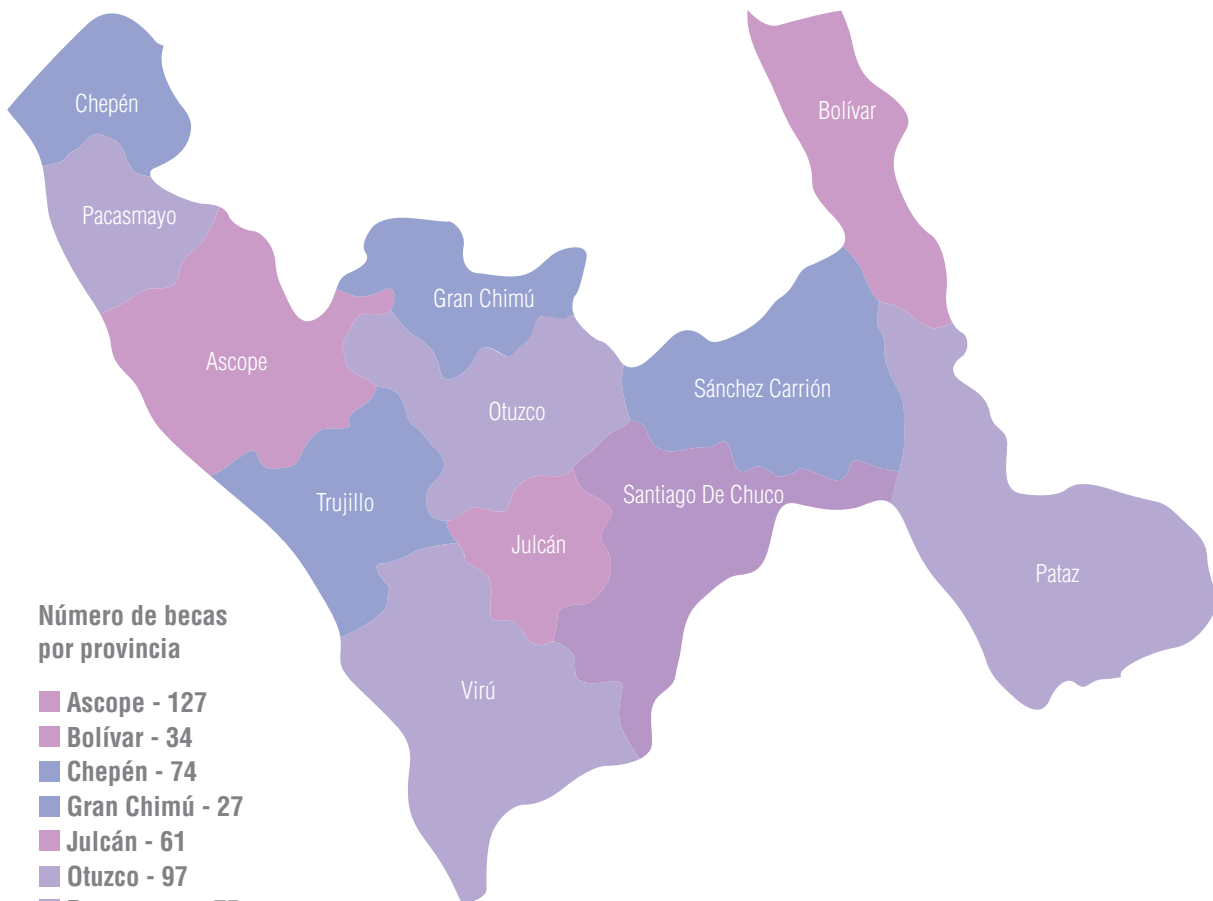 Chepén
Bolívar
Pacasmayo
Gran Chimú
Ascope
Sánchez Carrión
Otuzco
Santiago De Chuco
Trujillo
Julcán
Pataz
Virú
Número de becas
por provincia
Ascope - 127
Bolívar - 34
Chepén - 74
Gran Chimú - 27
Julcán - 61
Otuzco - 97